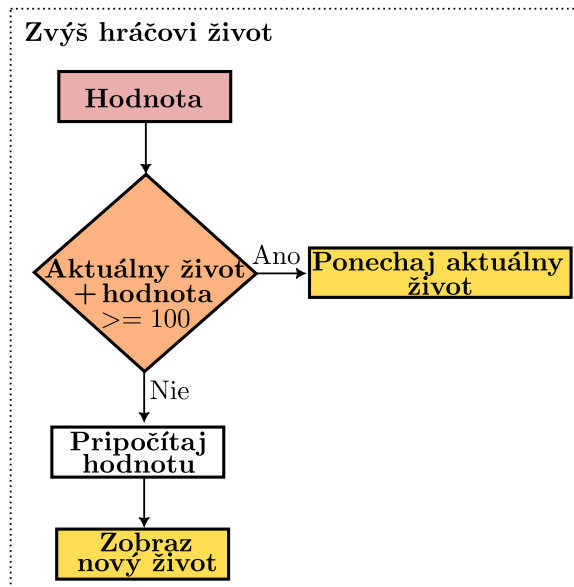 Zvýš hráčovi život
Hodnota
Aktuálny život
+ hodnota
>= 100
Ano
Ponechaj aktuálny
život
Nie
Pripočítaj
hodnotu
Zobraz
nový život